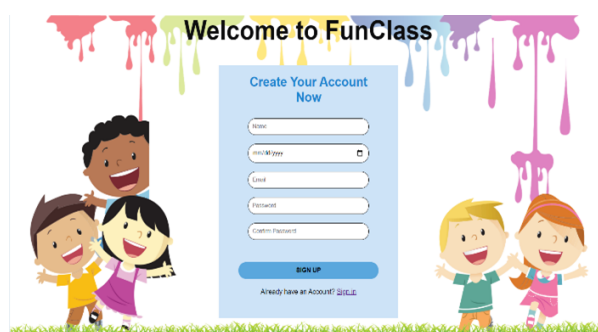 Welcome to FunClass
Create Your Account
Now
Name
mm/dd/yyyy
Email
Password
Confirm Password
SIGN UP
Already have an Account? Sign in